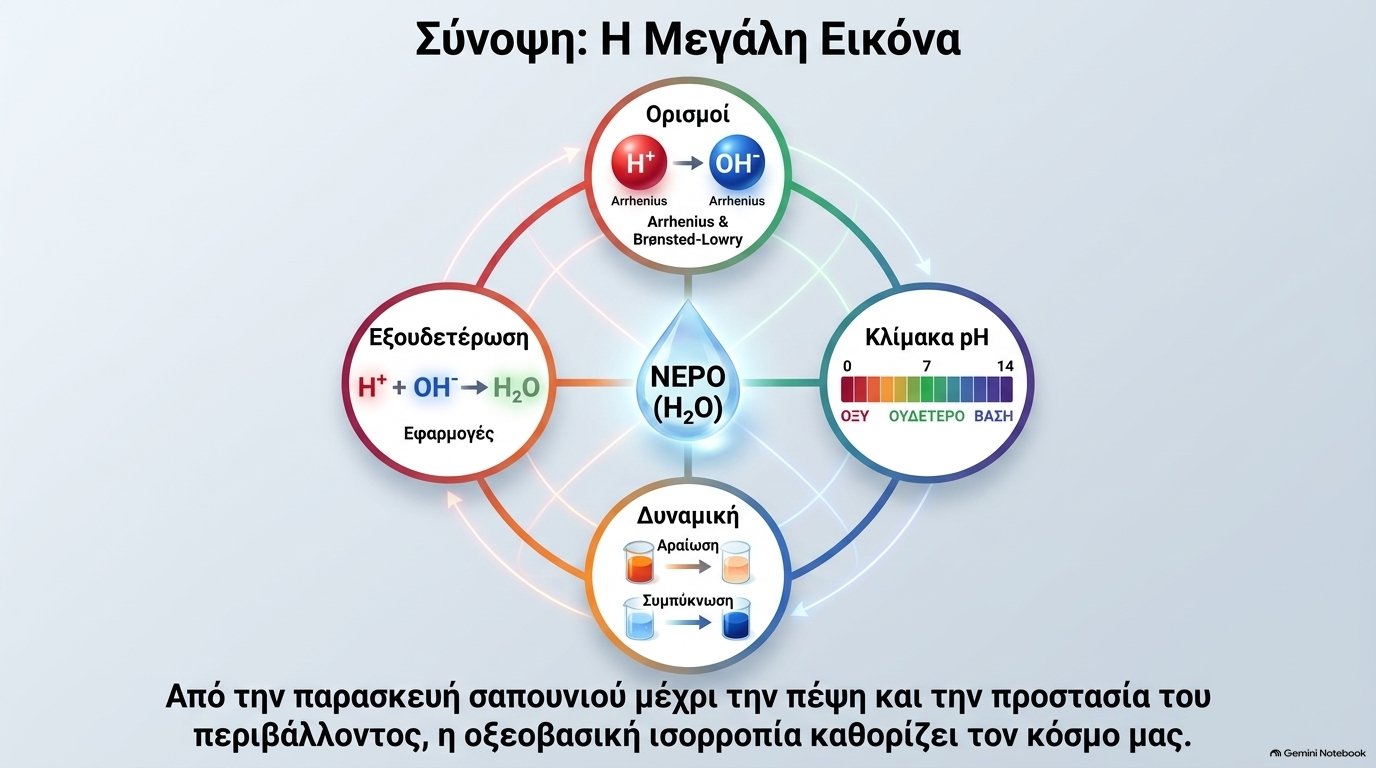 Σύνοψη: Η Μεγάλη Εικόνα
Ορισμοί
H⁺ OH⁻
Arrhenius Arrhenius
Arrhenius &
Brønsted-Lowry
Εξουδετέρωση
H⁺ + OH⁻ → H₂O
Εφαρμογές
ΝΕΡΟ
(H₂O)
Κλίμακα pH
0 7 14
ΟΞΥ ΟΥΔΕΤΕΡΟ ΒΑΣΗ
Δυναμική
Αραίωση
Συμπύκνωση
Από την παρασκευή σαπουνιού μέχρι την πέψη και την προστασία του
περιβάλλοντος, η οξεοβασική ισορροπία καθορίζει τον κόσμο μας.
Gemini Notebook